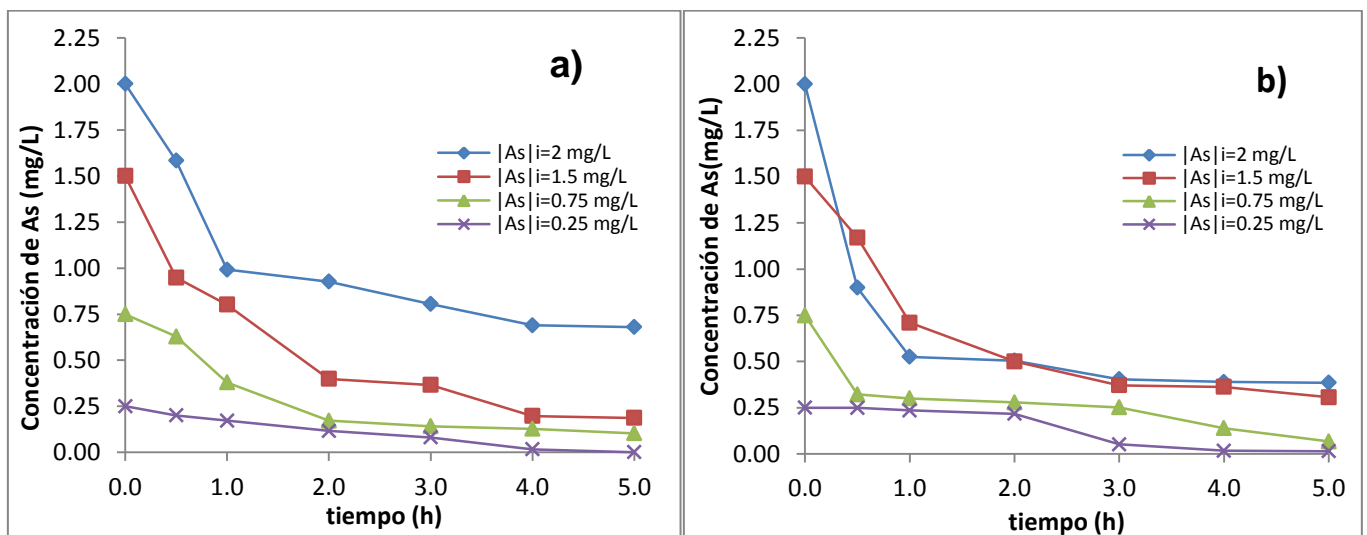 a)
Concentración de As (mg/L)
2.25
2.00
1.75
1.50
1.25
1.00
0.75
0.50
0.25
0.00
|As|i=2 mg/L
|As|i=1.5 mg/L
|As|i=0.75 mg/L
|As|i=0.25 mg/L
0.0 1.0 2.0 3.0 4.0 5.0
tiempo (h)
b)
Concentración de As(mg/L)
2.25
2.00
1.75
1.50
1.25
1.00
0.75
0.50
0.25
0.00
|As|i=2 mg/L
|As|i=1.5 mg/L
|As|i=0.75 mg/L
|As|i=0.25 mg/L
0.0 1.0 2.0 3.0 4.0 5.0
tiempo (h)